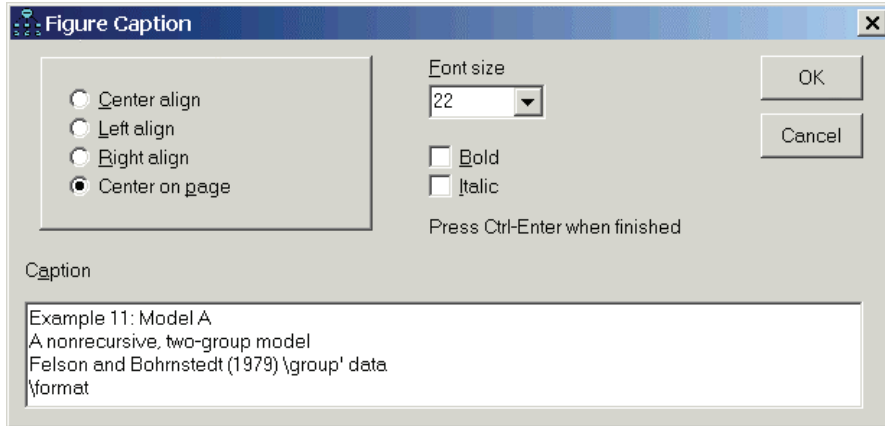 Figure Caption
Center align
Left align
Right align
Center on page
Font size
22
Bold
Italic
Press Ctrl-Enter when finished
OK
Cancel
Caption
Example 11: Model A
A nonrecursive, two-group model
Felson and Bohrnstedt (1979) \group' data
\format